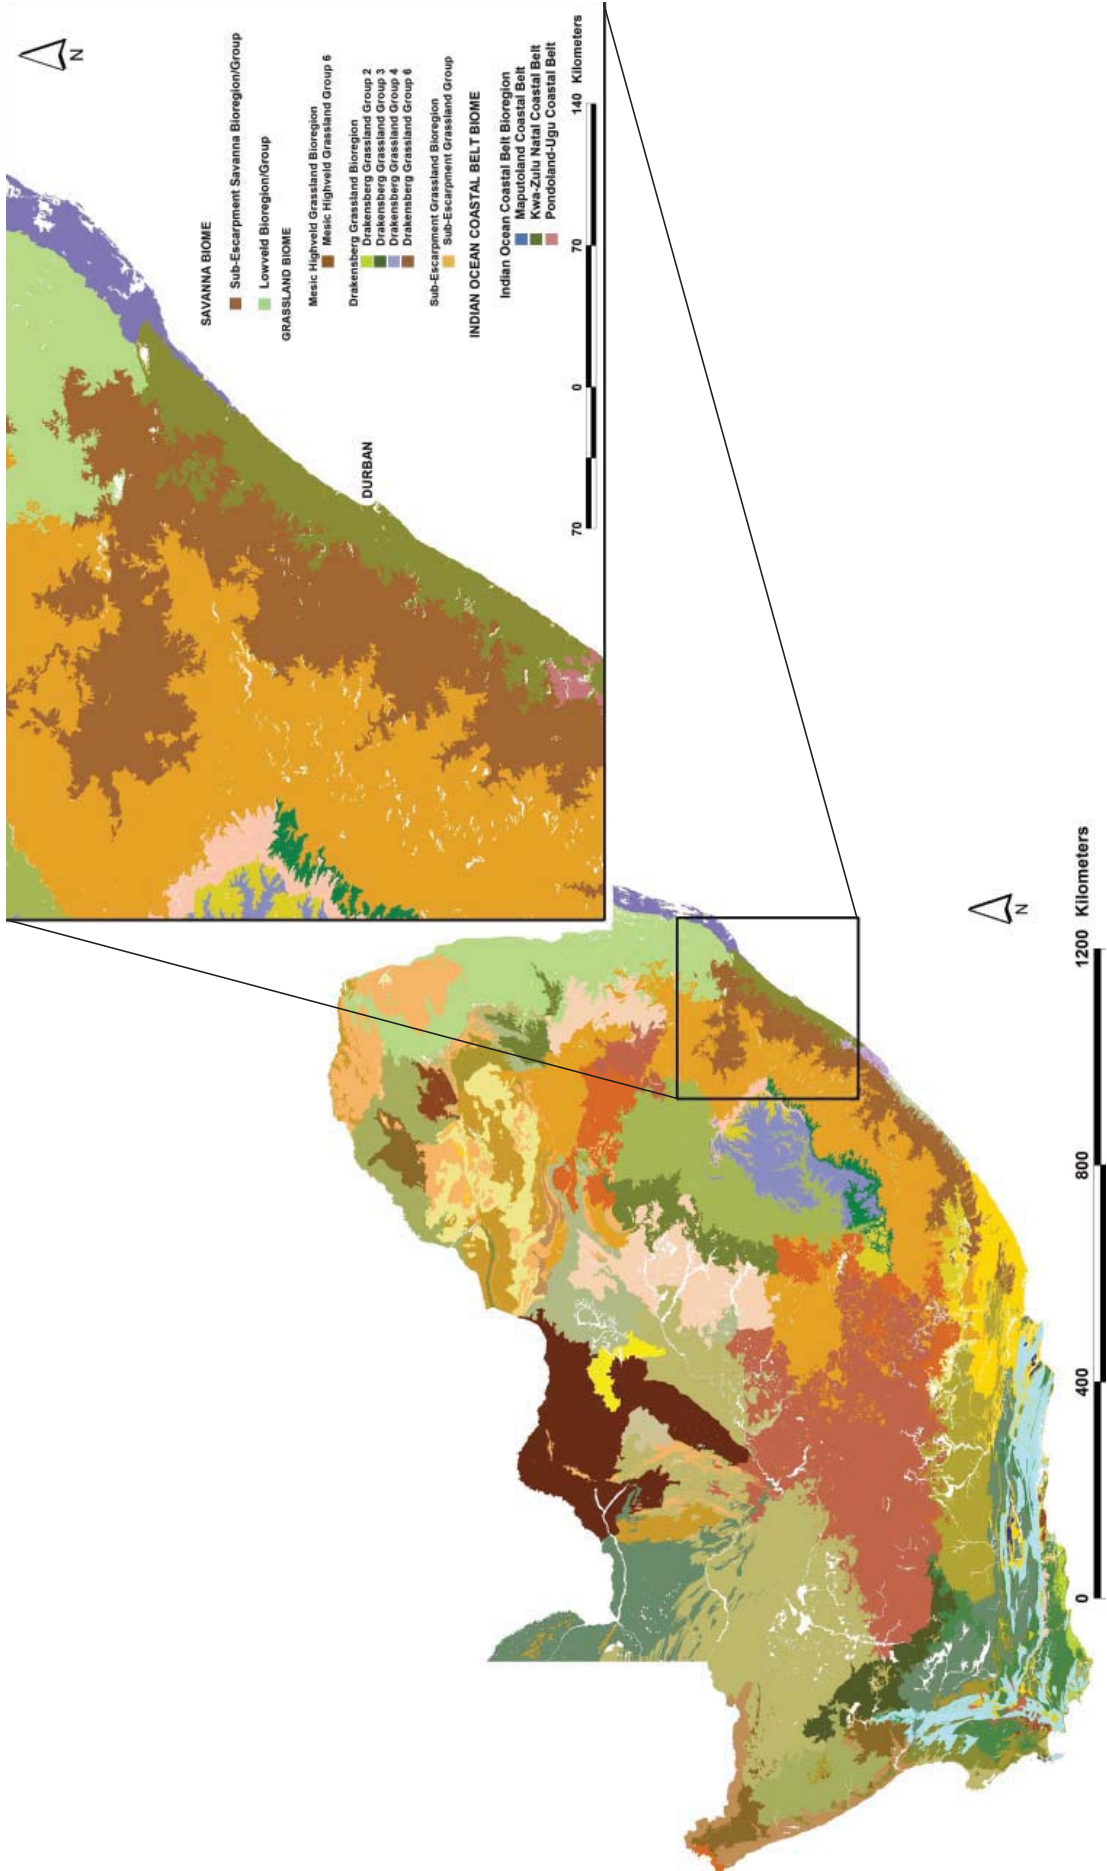 N
SAVANNA BIOME
Sub-Escarpment Savanna Bioregion/Group
Lowveld Bioregion/Group
GRASSLAND BIOME
Mesic Highveld Grassland Bioregion
Mesic Highveld Grassland Group 6
Drakensberg Grassland Bioregion
Drakensberg Grassland Group 2
Drakensberg Grassland Group 3
Drakensberg Grassland Group 4
Drakensberg Grassland Group 6
Sub-Escarpment Grassland Bioregion
Sub-Escarpment Grassland Group
INDIAN OCEAN COASTAL BELT BIOME
Indian Ocean Coastal Belt Bioregion
Maputoland Coastal Belt
Kwa-Zulu Natal Coastal Belt
Pondoland-Ugu Coastal Belt
DURBAN
70 0 70 140 Kilometers
N
0 400 800 1200 Kilometers